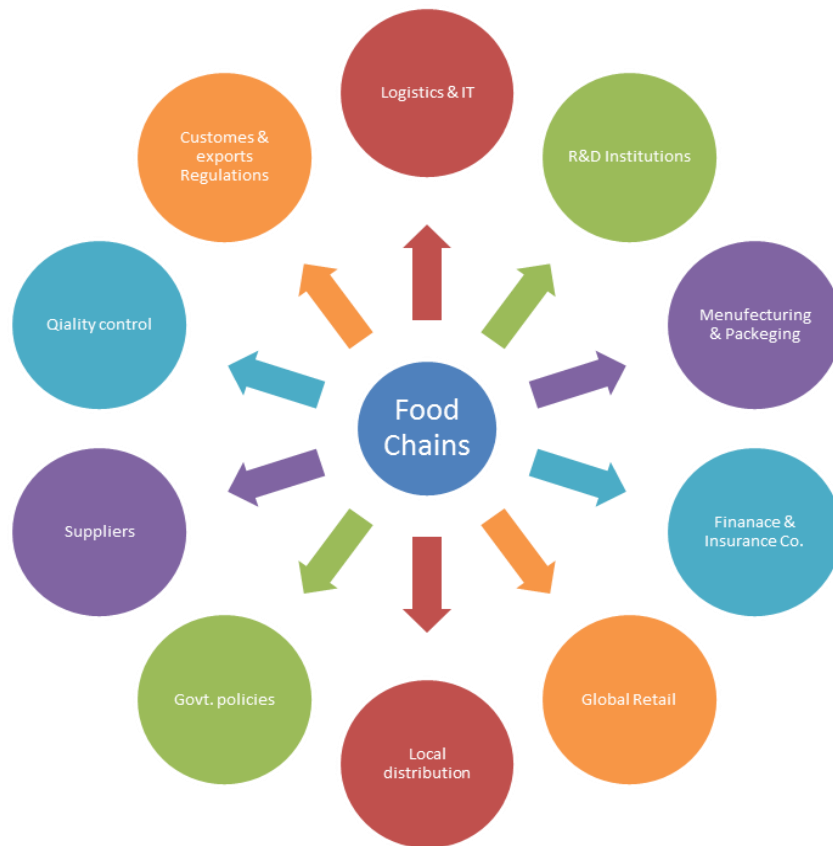 Logistics & IT
R&D Institutions
Menufecturing
& Packeging
Finanace &
Insurance Co.
Global Retail
Local
distribution
Govt. policies
Suppliers
Qiality control
Customes &
exports
Regulations
Food
Chains